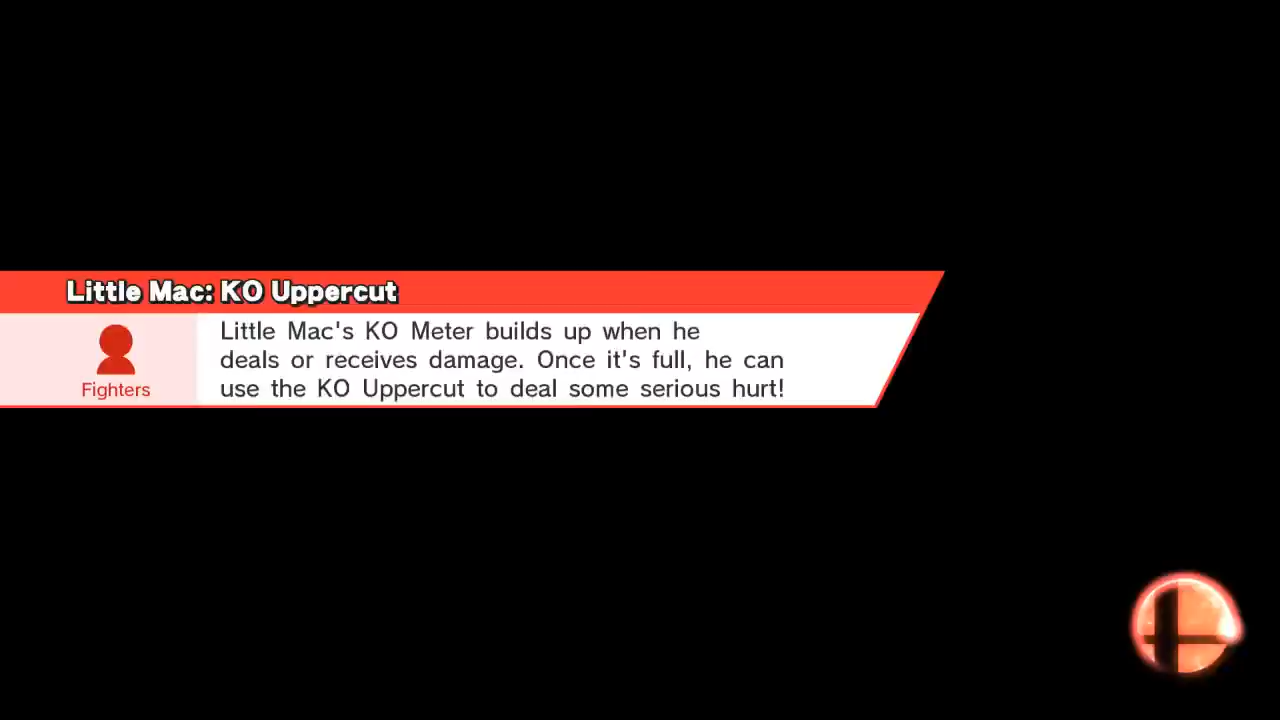 Little Mac: KO Uppercut
Little Mac's KO Meter builds up when he
deals or receives damage. Once it's full, he can
use the KO Uppercut to deal some serious hurt!
Fighters